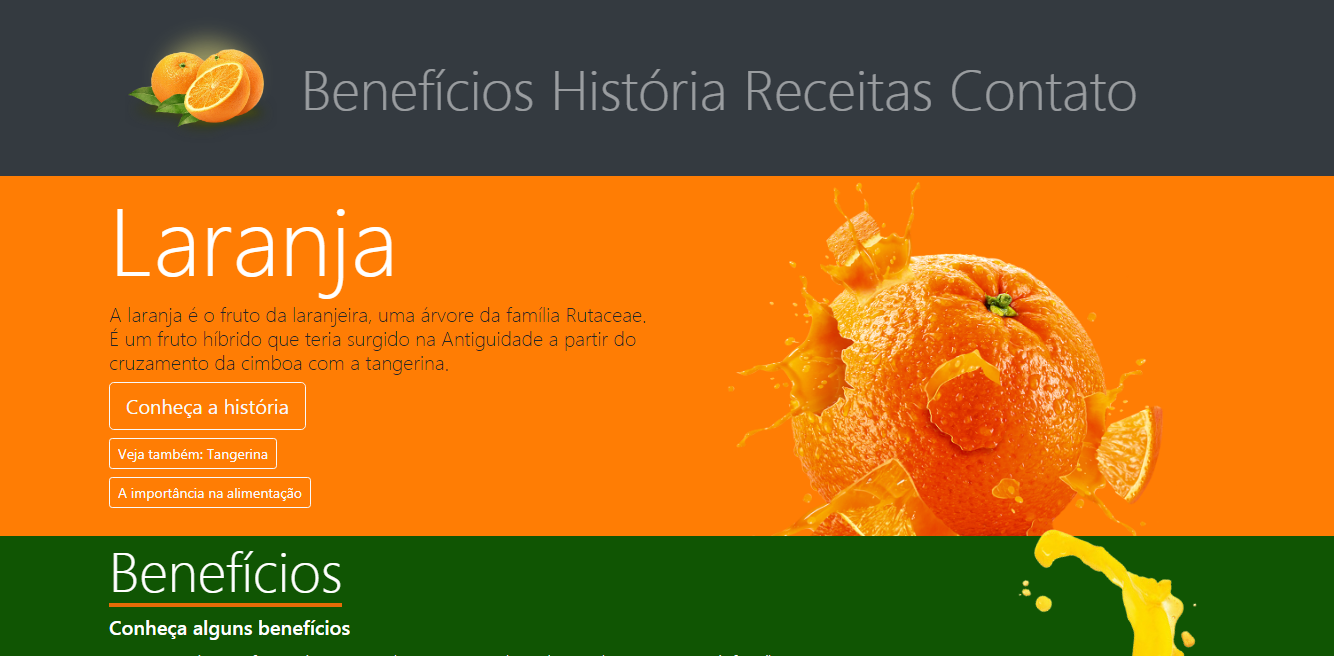 Benefícios História Receitas Contato
Laranja
A laranja é o fruto da laranjeira, uma árvore da família Rutaceae.
É um fruto híbrido que teria surgido na Antiguidade a partir do
cruzamento da cimboa com a tangerina.
Conheça a história
Veja também: Tangerina
A importância na alimentação
Benefícios
Conheça alguns benefícios